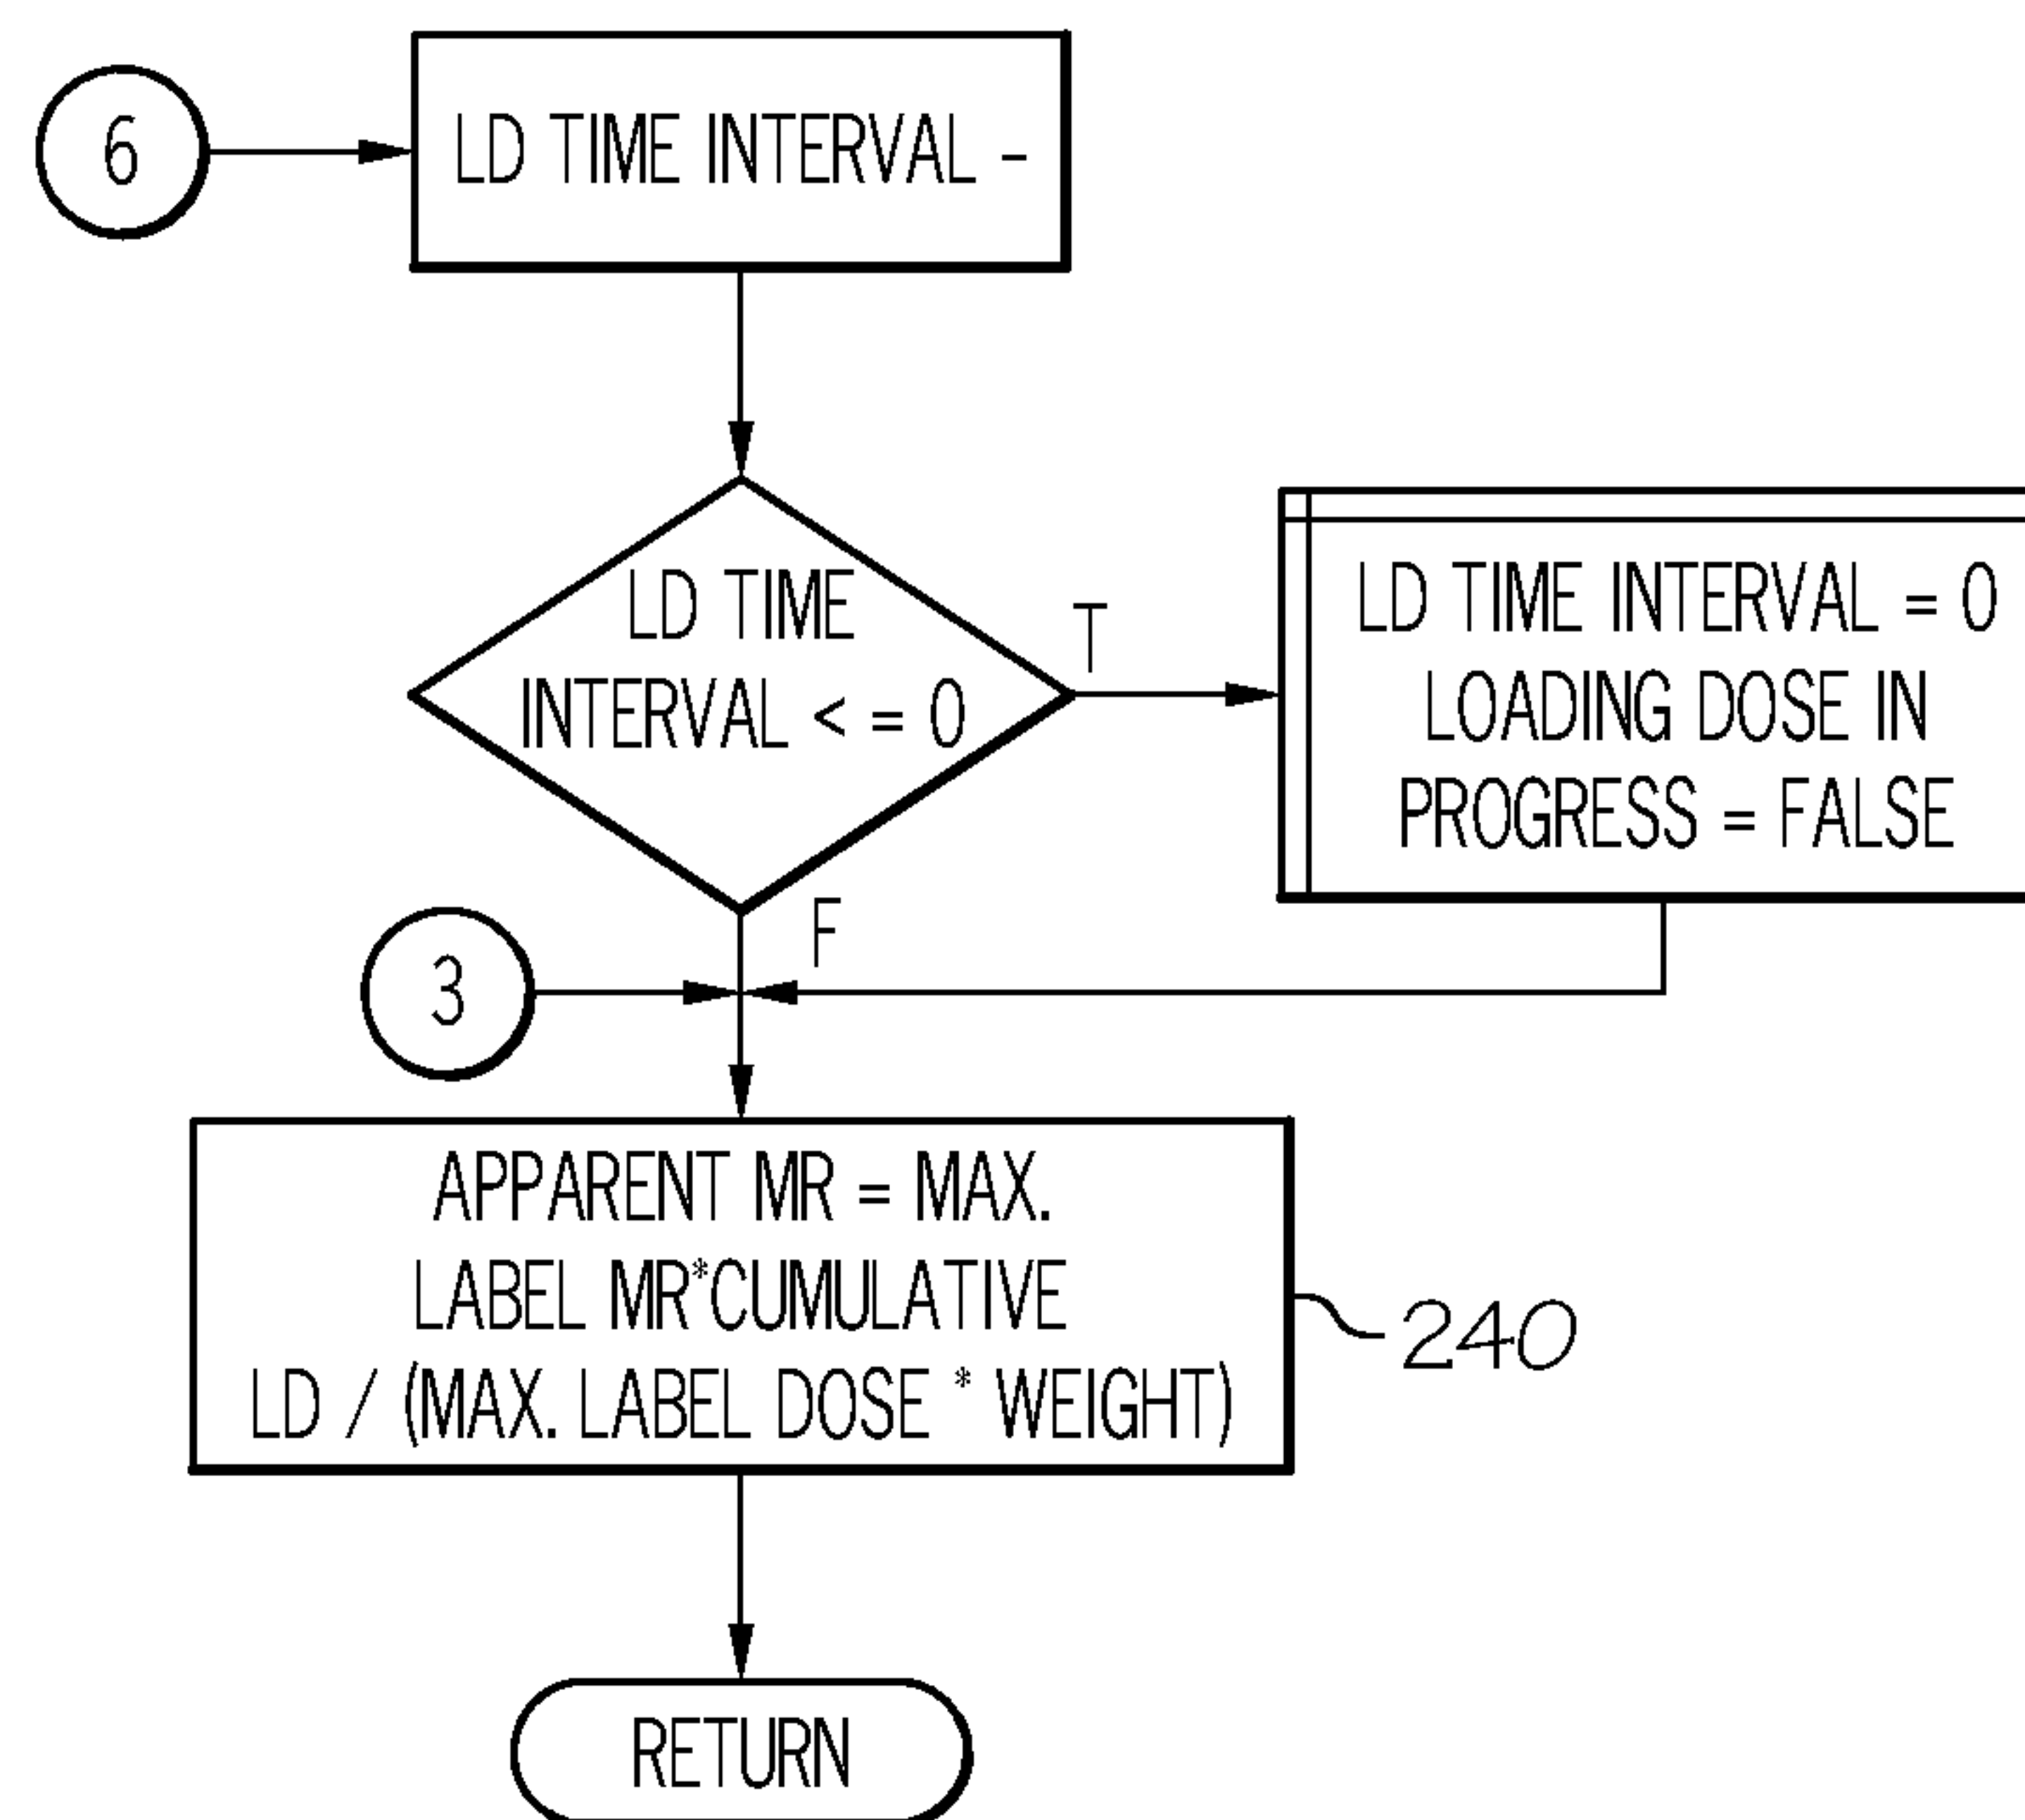 6
LD TIME INTERVAL -
LD TIME
INTERVAL < = 0
T
LD TIME INTERVAL = 0
LOADING DOSE IN
PROGRESS = FALSE
F
3
APPARENT MR = MAX.
LABEL MR*CUMULATIVE
LD / (MAX. LABEL DOSE * WEIGHT)
240
RETURN